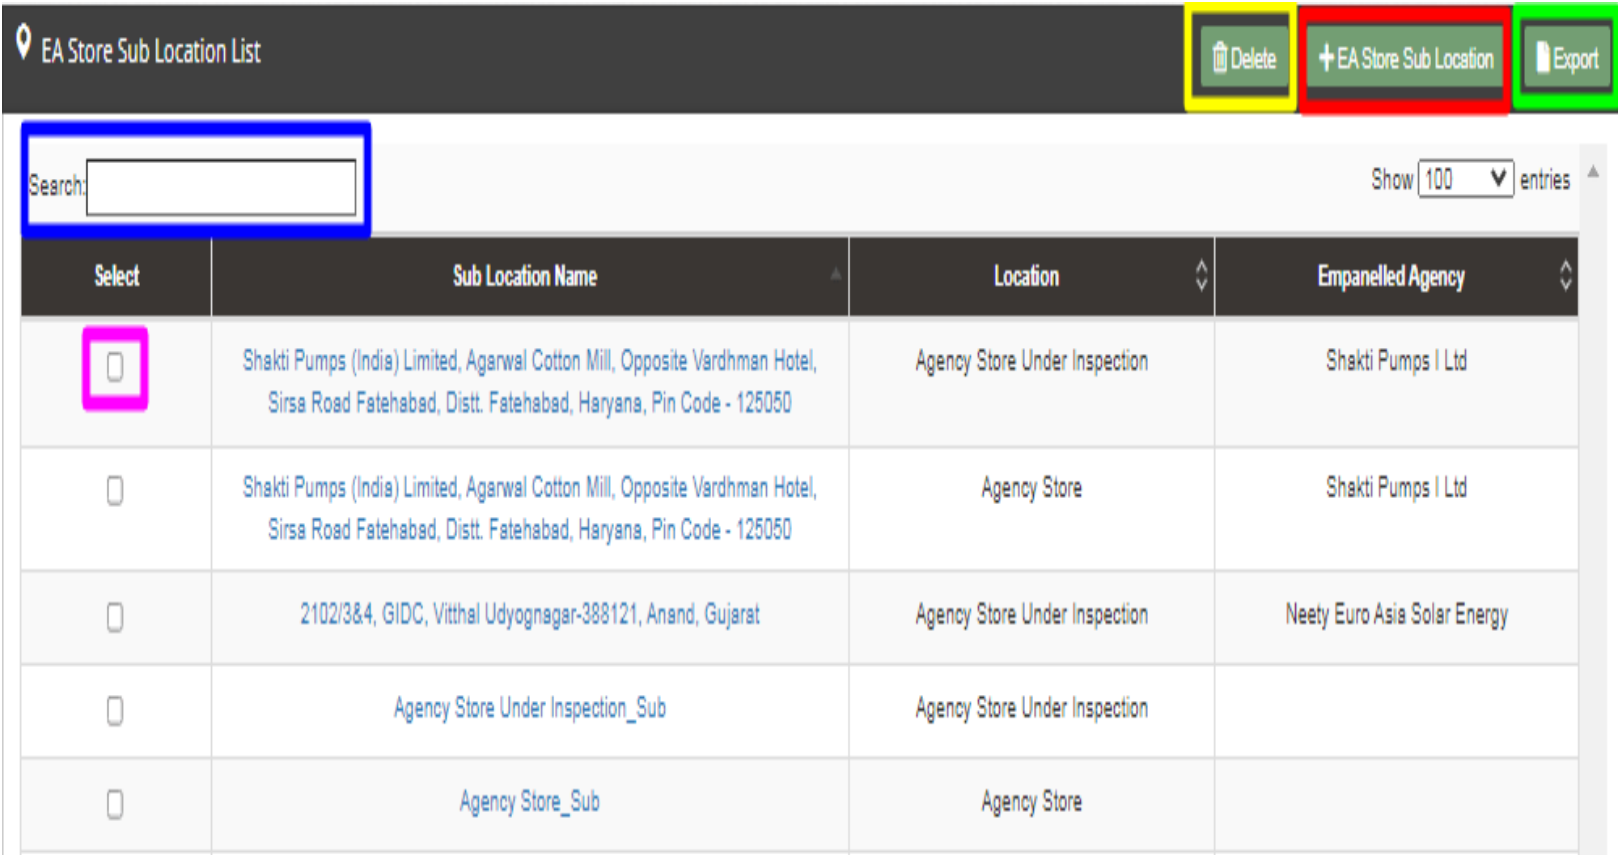 EA Store Sub Location List
Delete
+EA Store Sub Location
Export
Search:
Show 100 entries
Select
Sub Location Name
Location
Empanelled Agency
Shakti Pumps (India) Limited, Agarwal Cotton Mill, Opposite Vardhman Hotel,
Sirsa Road Fatehabad, Distt. Fatehabad, Haryana, Pin Code - 125050
Agency Store Under Inspection
Shakti Pumps I Ltd
Shakti Pumps (India) Limited, Agarwal Cotton Mill, Opposite Vardhman Hotel,
Sirsa Road Fatehabad, Distt. Fatehabad, Haryana, Pin Code - 125050
Agency Store
Shakti Pumps I Ltd
2102/3&4, GIDC, Vitthal Udyognagar-388121, Anand, Gujarat
Agency Store Under Inspection
Neety Euro Asia Solar Energy
Agency Store Under Inspection_Sub
Agency Store Under Inspection
Agency Store_Sub
Agency Store